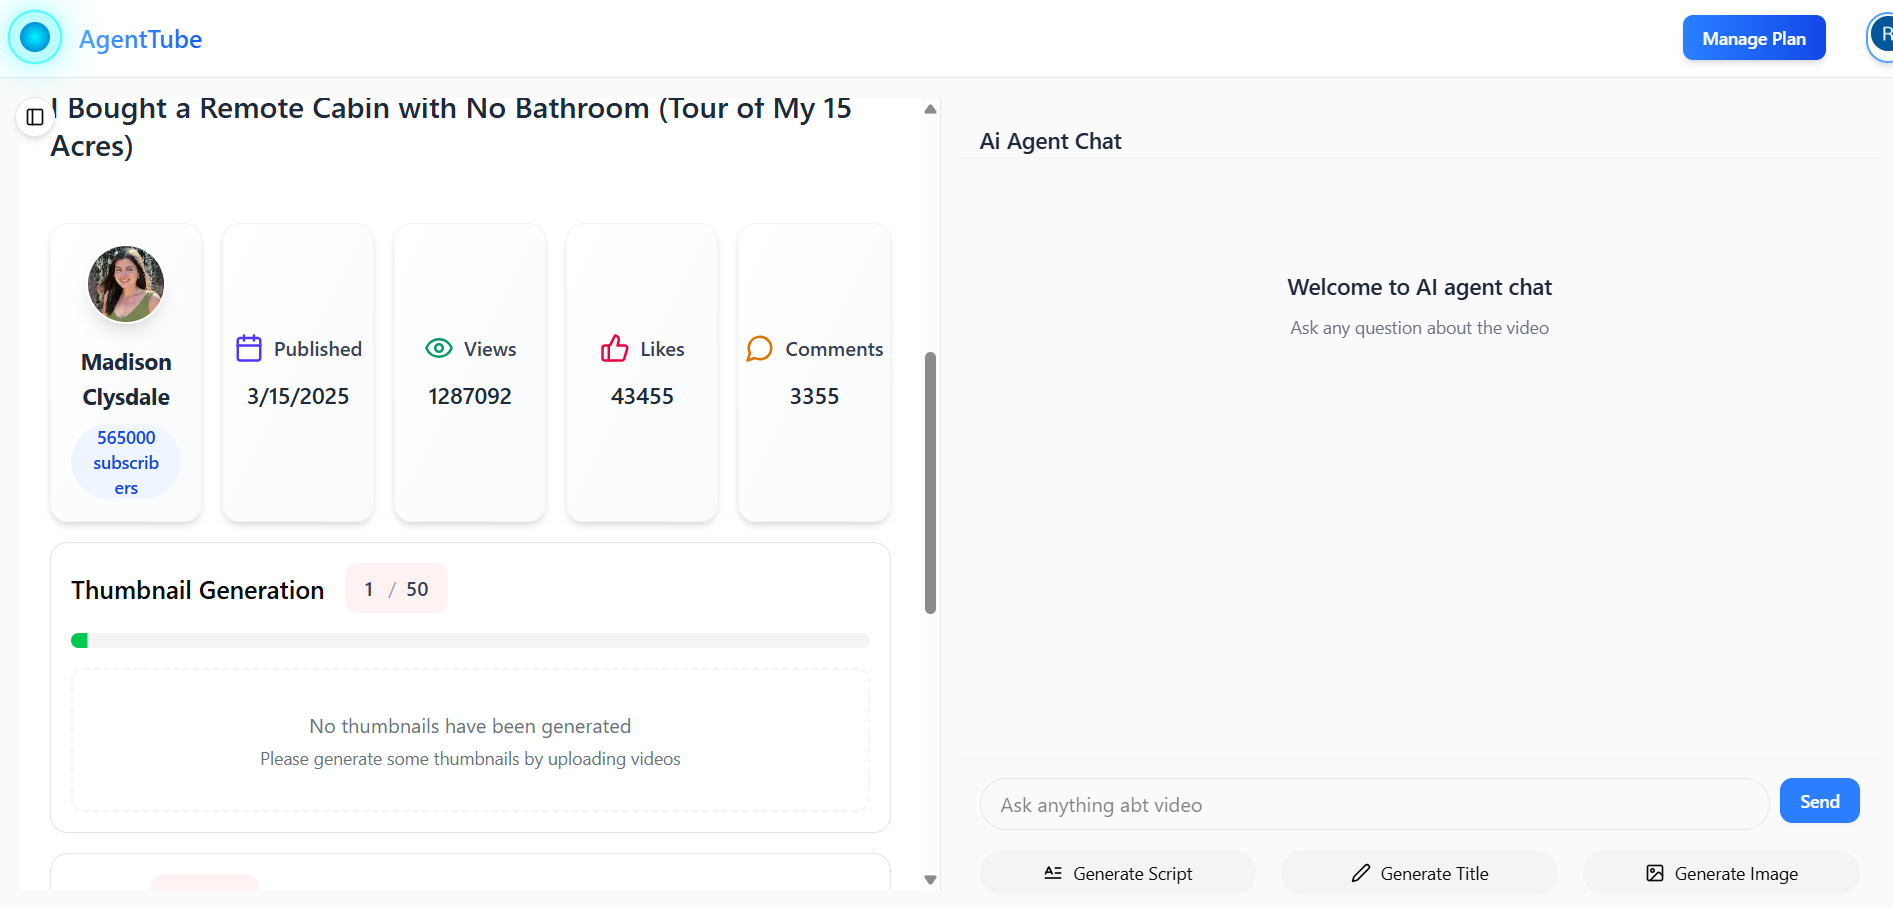 AgentTube
Manage Plan
R
I Bought a Remote Cabin with No Bathroom (Tour of My 15
Acres)
Madison
Clysdale
565000
subscrib
ers
Published
3/15/2025
Views
1287092
Likes
43455
Comments
3355
Thumbnail Generation
1 / 50
No thumbnails have been generated
Please generate some thumbnails by uploading videos
Ai Agent Chat
Welcome to AI agent chat
Ask any question about the video
Ask anything abt video
Send
Generate Script
Generate Title
Generate Image